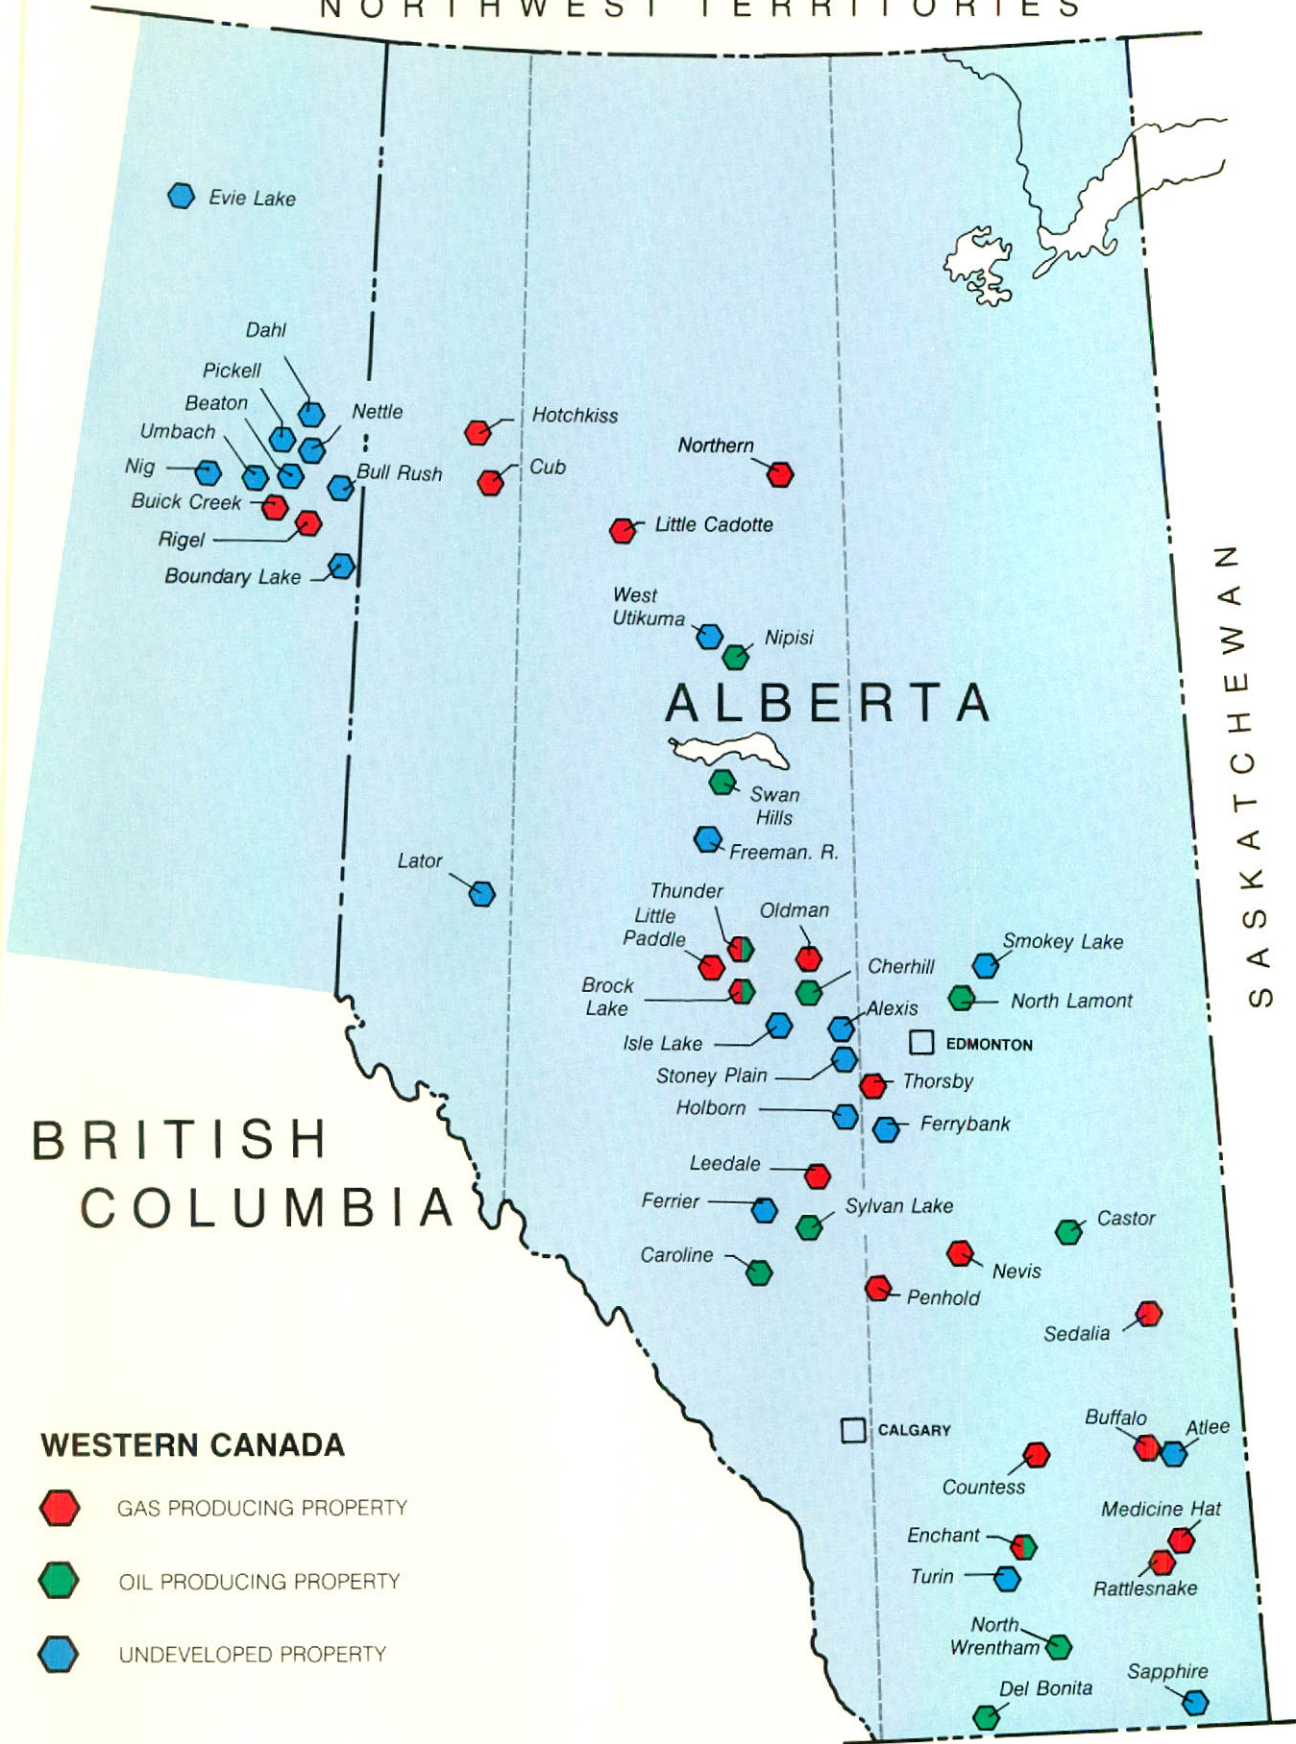 NORTHWEST TERRITORIES
Evie Lake
Dahl
Pickell
Beaton
Nettle
Umbach
Nig
Bull Rush
Buick Creek
Rigel
Boundary Lake
Hotchkiss
Cub
Northern
Little Cadotte
West
Utikuma
Nipisi
ALBERTA
SASKATCHEWAN
Swan
Hills
Freeman. R.
Lator
Thunder
Little
Paddle
Oldman
Brock
Lake
Cherhill
Smokey Lake
North Lamont
Alexis
Isle Lake
EDMONTON
Stoney Plain
Thorsby
Holborn
Ferrybank
Leedale
Ferrier
Sylvan Lake
Castor
Caroline
Nevis
Penhold
Sedalia
BRITISH
COLUMBIA
CALGARY
Buffalo
Atlee
Countess
Medicine Hat
Enchant
Turin
Rattlesnake
North
Wrentham
Del Bonita
Sapphire
WESTERN CANADA
GAS PRODUCING PROPERTY
OIL PRODUCING PROPERTY
UNDEVELOPED PROPERTY